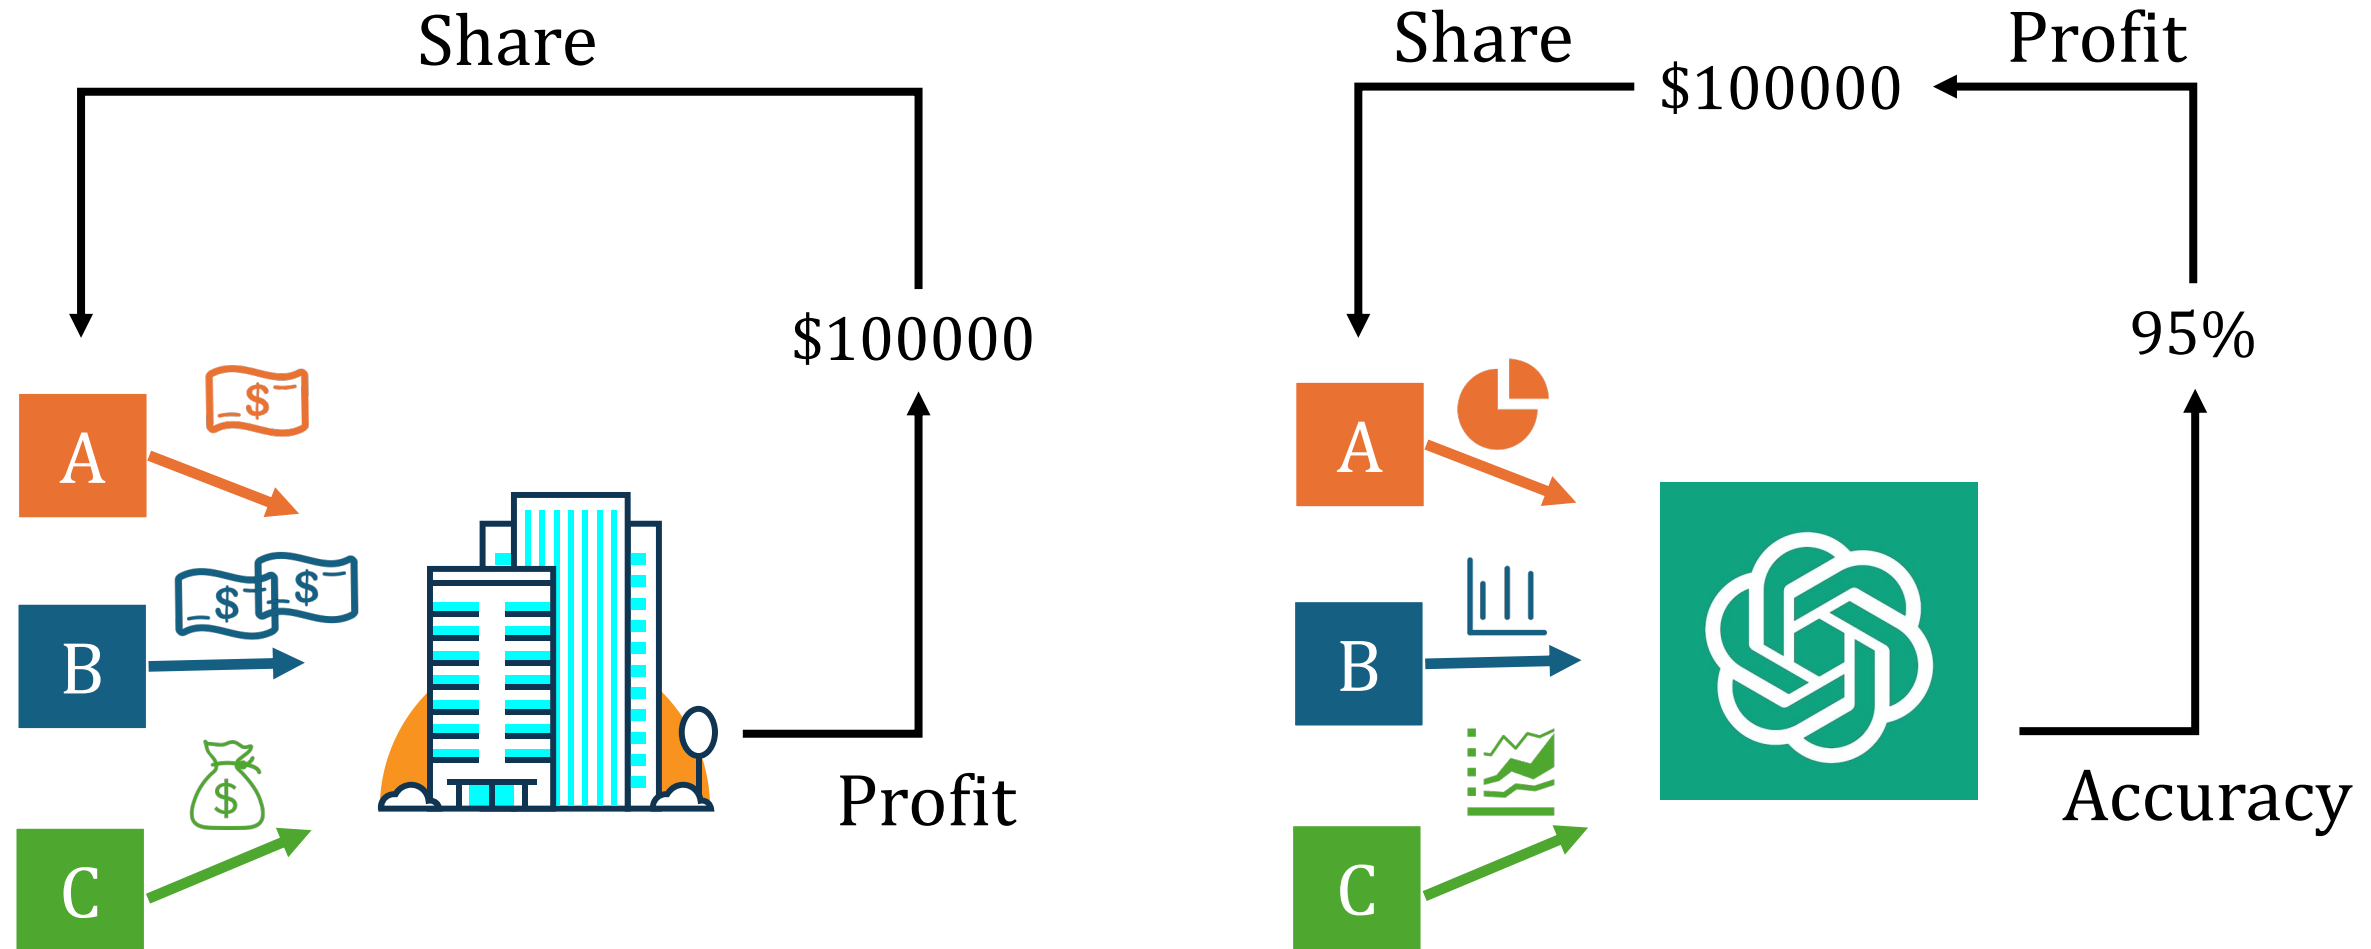 Share
$100000
A
B
C
Profit
Share
$100000
Profit
95%
A
B
C
Accuracy
$
$
$
$